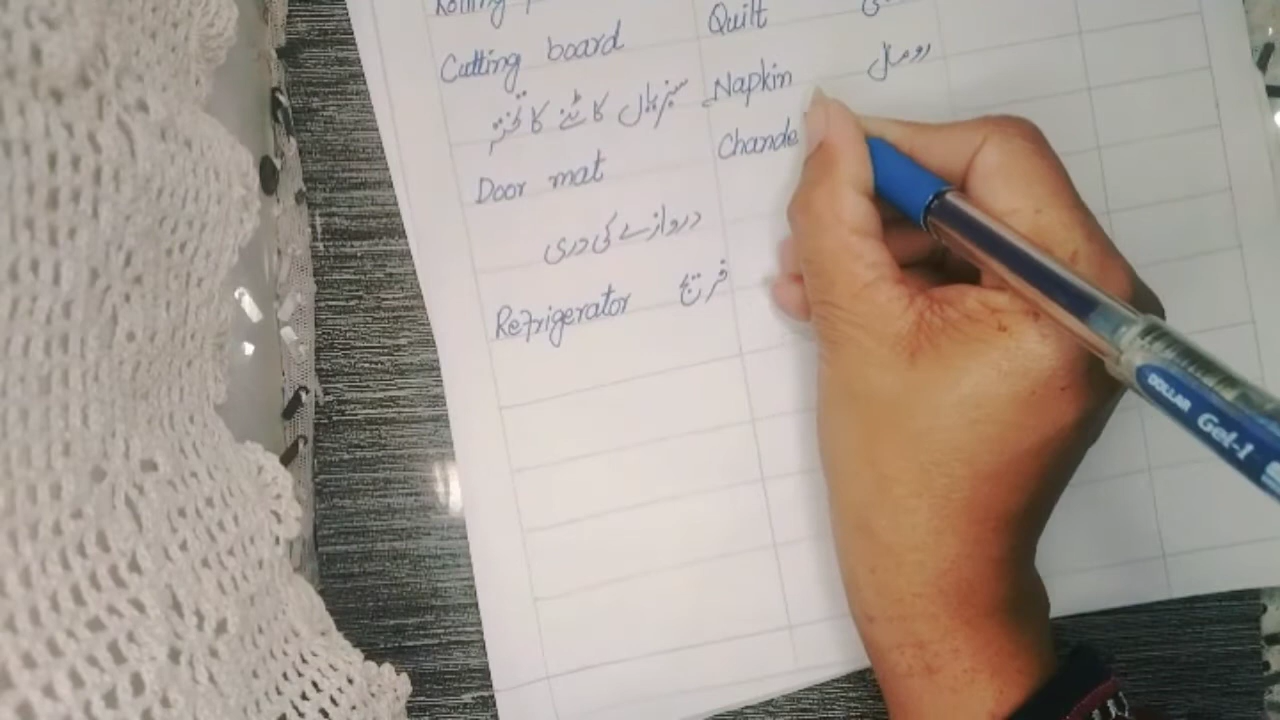 Rolling
Cutting board
سبزیاں کاٹنے کا تختہ
Door mat
دروازے کی دری
Refrigerator فریج
Quilt
Napkin رومال
Chande
DOLLAR Gel-1